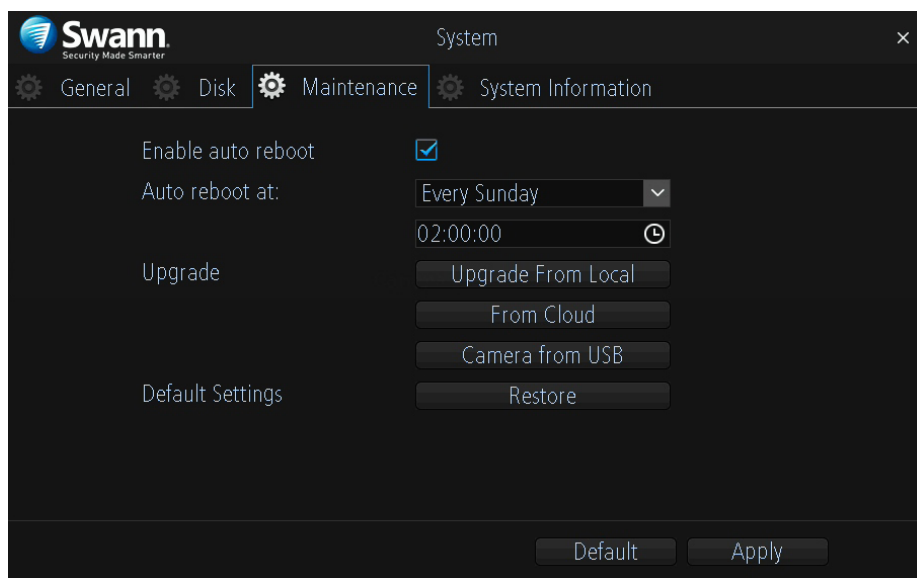 Swann.
Security Made Smarter
System
General Disk Maintenance System Information
Enable auto reboot
Auto reboot at: Every Sunday
02:00:00
Upgrade Upgrade From Local
From Cloud
Camera from USB
Default Settings Restore
Default Apply